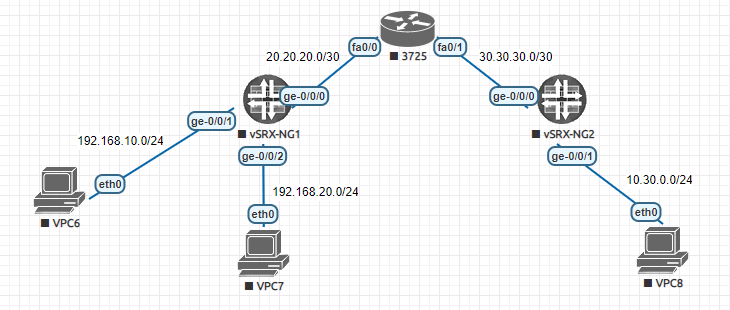 20.20.20.0/30
fa0/0
fa0/1
30.30.30.0/30
3725
ge-0/0/0
ge-0/0/0
ge-0/0/1
vSRX-NG1
vSRX-NG2
192.168.10.0/24
ge-0/0/2
ge-0/0/1
eth0
192.168.20.0/24
10.30.0.0/24
VPC6
eth0
eth0
VPC7
VPC8